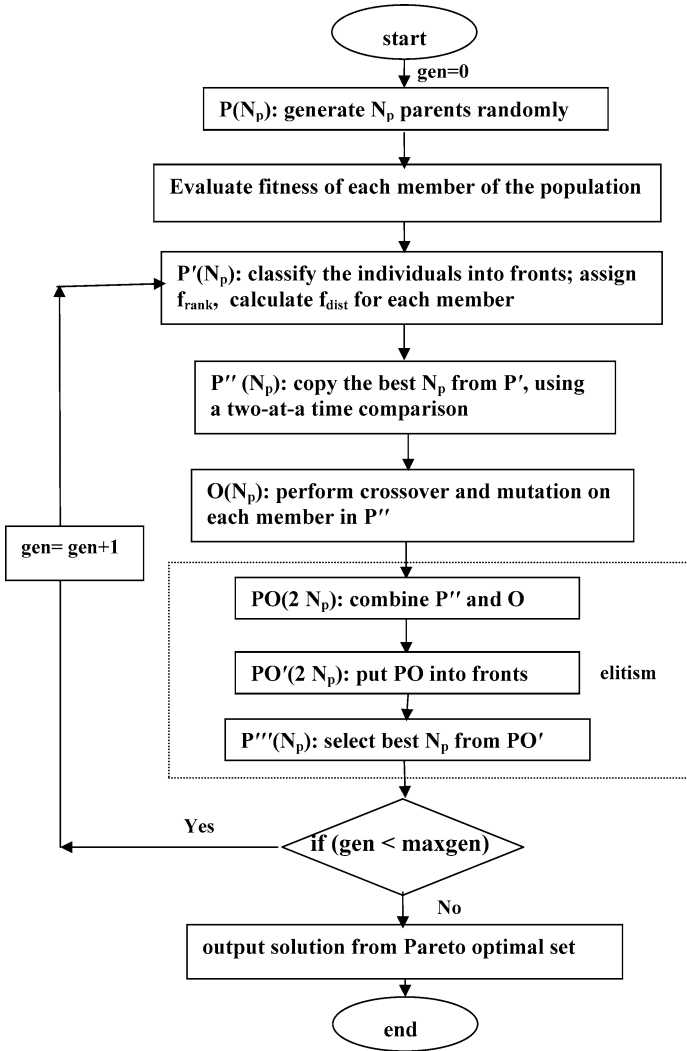 start
gen=0
P(Nₚ): generate Nₚ parents randomly
Evaluate fitness of each member of the population
P′(Nₚ): classify the individuals into fronts; assign
f_rank, calculate f_dist for each member
P′′ (Nₚ): copy the best Nₚ from P′, using
a two-at-a time comparison
O(Nₚ): perform crossover and mutation on
each member in P′′
gen= gen+1
PO(2 Nₚ): combine P′′ and O
PO′(2 Nₚ): put PO into fronts
elitism
P′′′(Nₚ): select best Nₚ from PO′
Yes
if (gen < maxgen)
No
output solution from Pareto optimal set
end